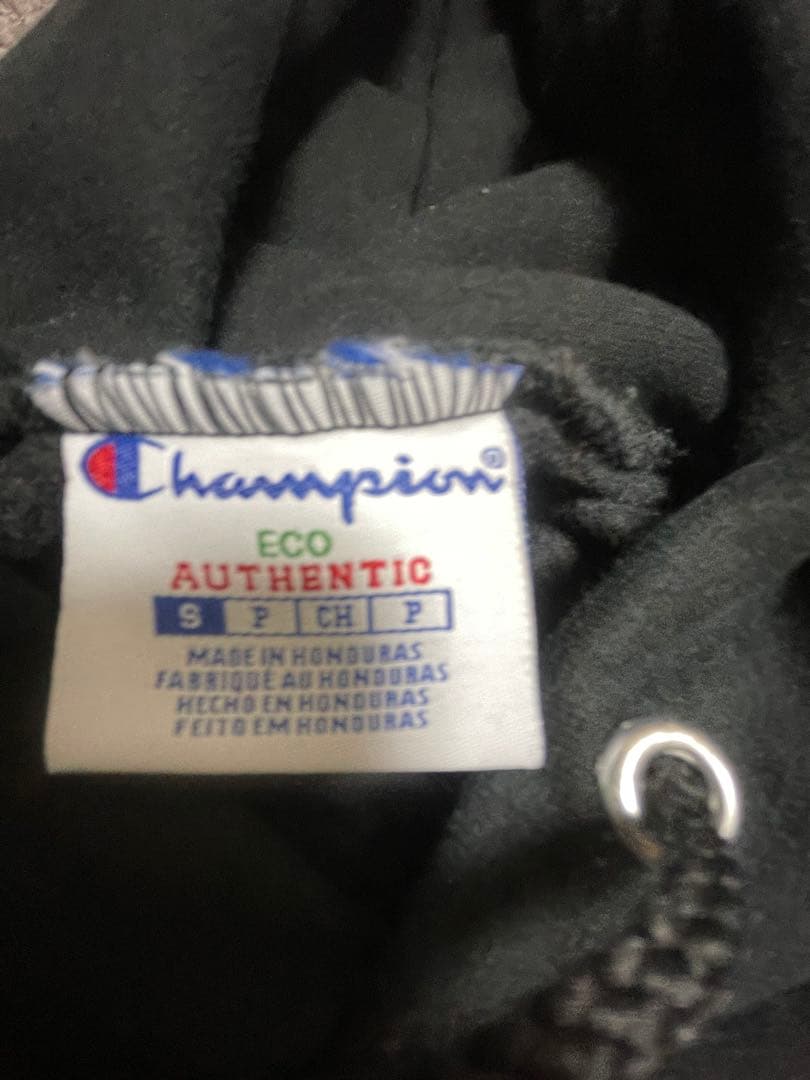 Champion®
ECO
AUTHENTIC
S P CH P
MADE IN HONDURAS
FABRIQUÉ AU HONDURAS
HECHO EN HONDURAS
FEITO EM HONDURAS